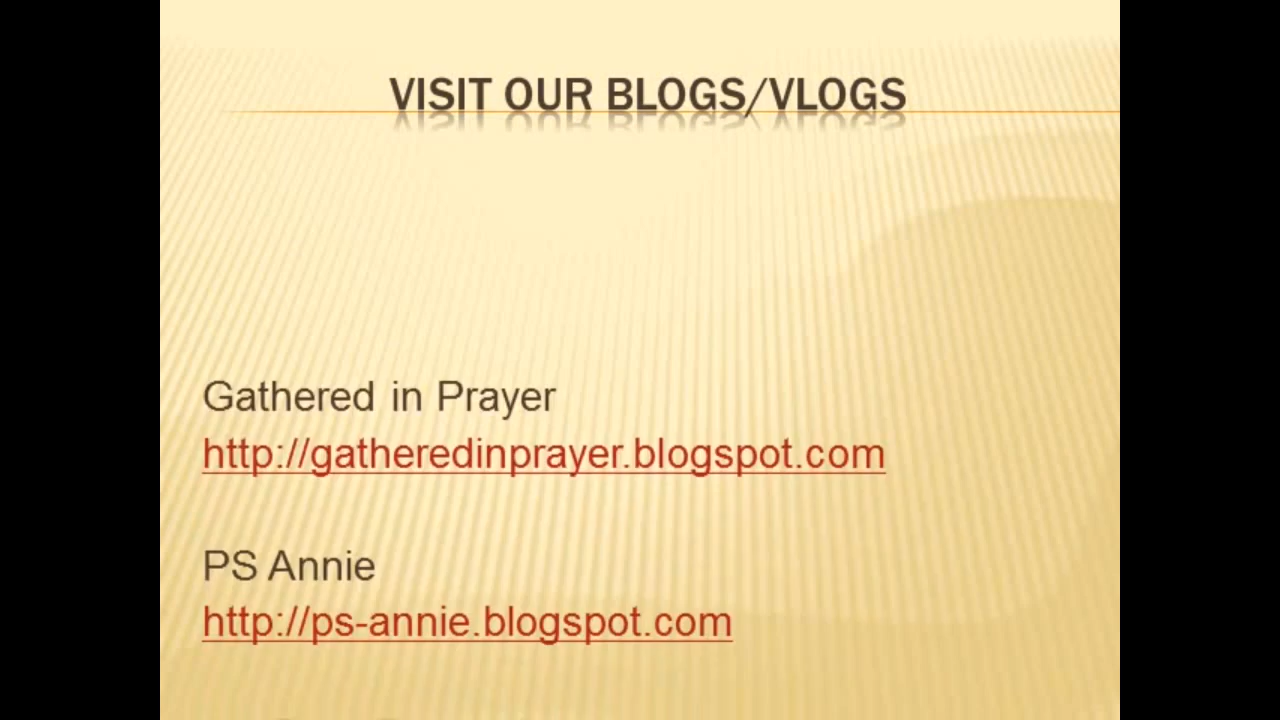 VISIT OUR BLOGS/VLOGS
Gathered in Prayer
http://gatheredinprayer.blogspot.com
PS Annie
http://ps-annie.blogspot.com